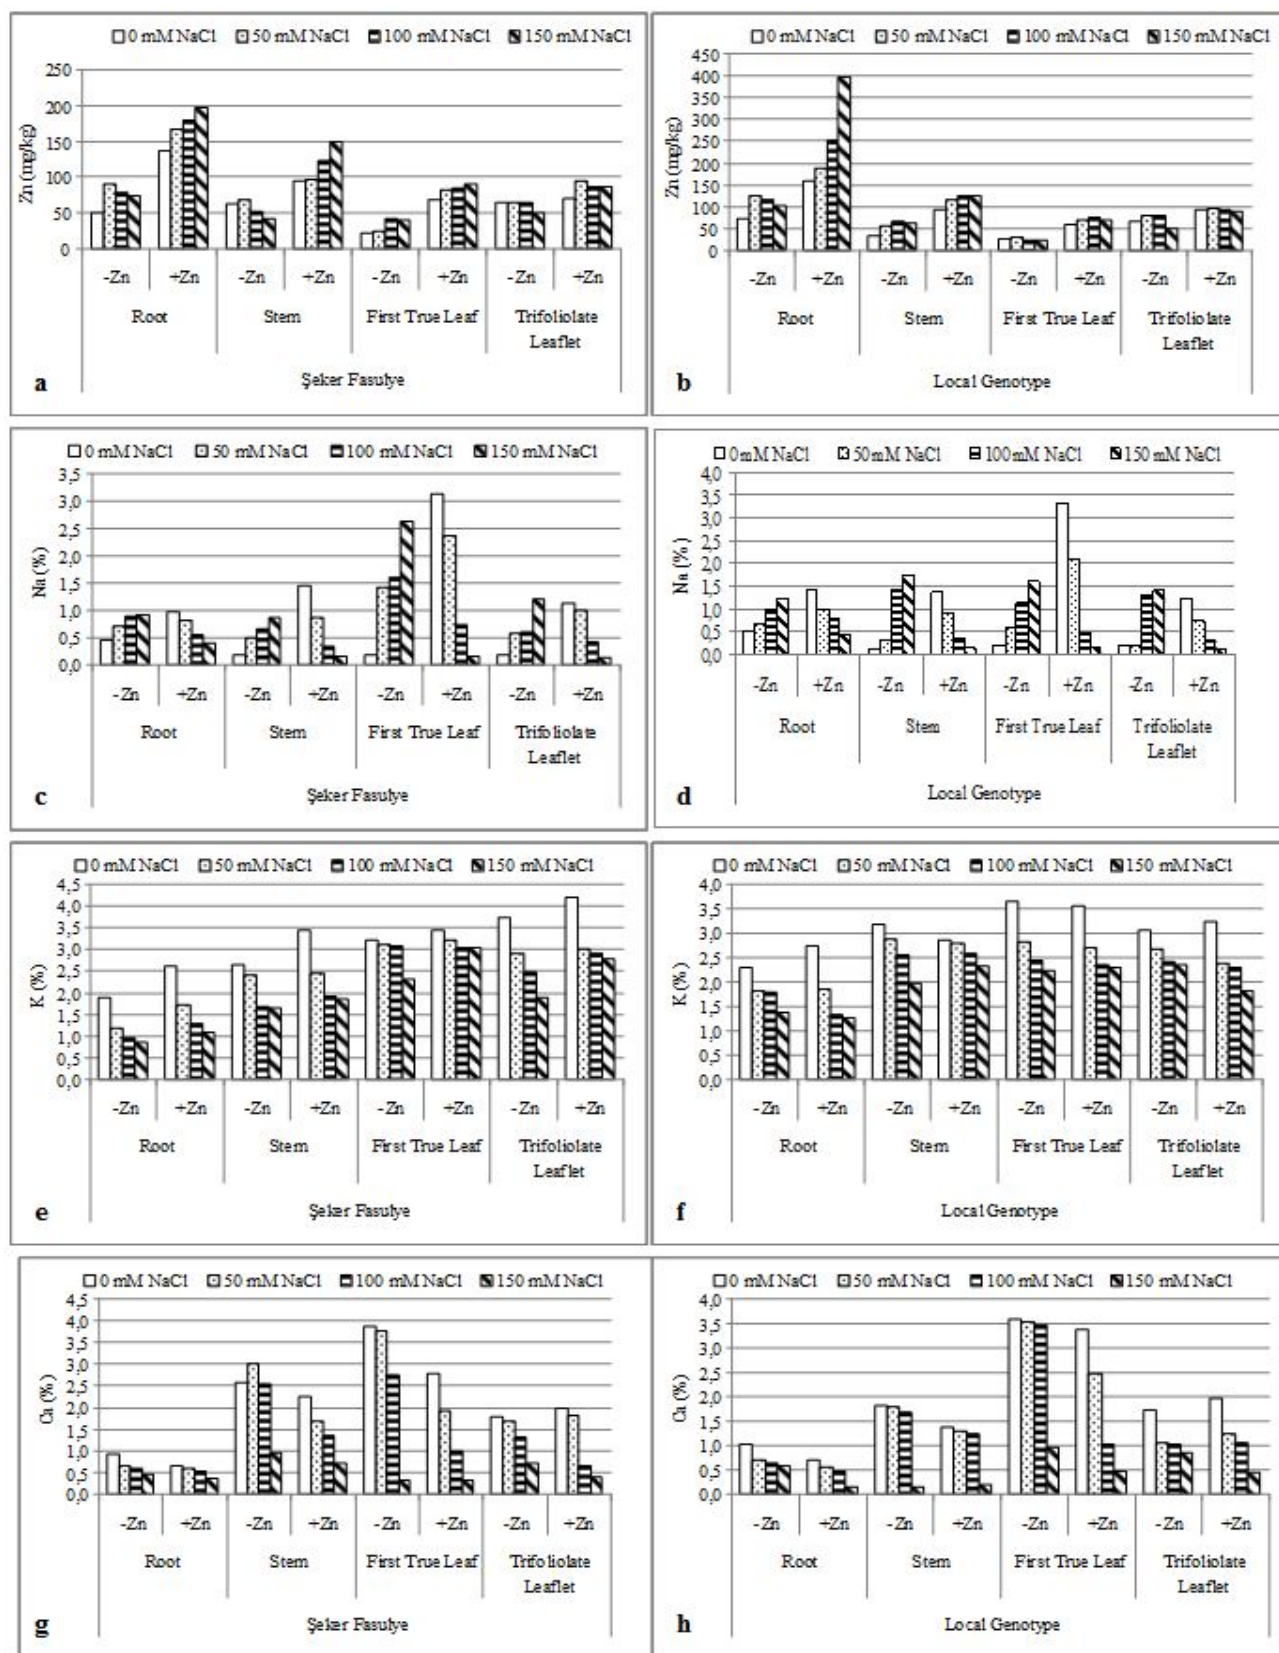 0 mM NaCl 50 mM NaCl 100 mM NaCl 150 mM NaCl
250
200
150
100
50
0
Zn (mg/kg)
-Zn +Zn -Zn +Zn -Zn +Zn -Zn +Zn
Root Stem First True Leaf Trifoliolate
Leaflet
Şeker Fasulye
a
0 mM NaCl 50 mM NaCl 100 mM NaCl 150 mM NaCl
450
400
350
300
250
200
150
100
50
0
Zn (mg/kg)
-Zn +Zn -Zn +Zn -Zn +Zn -Zn +Zn
Root Stem First True Leaf Trifoliolate
Leaflet
Local Genotype
b
0 mM NaCl 50 mM NaCl 100 mM NaCl 150 mM NaCl
3,5
3,0
2,5
2,0
1,5
1,0
0,5
0,0
Na (%)
-Zn +Zn -Zn +Zn -Zn +Zn -Zn +Zn
Root Stem First True Leaf Trifoliolate
Leaflet
Şeker Fasulye
c
0 mM NaCl 50 mM NaCl 100 mM NaCl 150 mM NaCl
4,0
3,5
3,0
2,5
2,0
1,5
1,0
0,5
0,0
Na (%)
-Zn +Zn -Zn +Zn -Zn +Zn -Zn +Zn
Root Stem First True Leaf Trifoliolate
Leaflet
Local Genotype
d
0 mM NaCl 50 mM NaCl 100 mM NaCl 150 mM NaCl
4,5
4,0
3,5
3,0
2,5
2,0
1,5
1,0
0,5
0,0
K (%)
-Zn +Zn -Zn +Zn -Zn +Zn -Zn +Zn
Root Stem First True Leaf Trifoliolate
Leaflet
Şeker Fasulye
e
0 mM NaCl 50 mM NaCl 100 mM NaCl 150 mM NaCl
4,0
3,5
3,0
2,5
2,0
1,5
1,0
0,5
0,0
K (%)
-Zn +Zn -Zn +Zn -Zn +Zn -Zn +Zn
Root Stem First True Leaf Trifoliolate
Leaflet
Local Genotype
f
0 mM NaCl 50 mM NaCl 100 mM NaCl 150 mM NaCl
4,5
4,0
3,5
3,0
2,5
2,0
1,5
1,0
0,5
0,0
Ca (%)
-Zn +Zn -Zn +Zn -Zn +Zn -Zn +Zn
Root Stem First True Leaf Trifoliolate
Leaflet
Şeker Fasulye
g
0 mM NaCl 50 mM NaCl 100 mM NaCl 150 mM NaCl
4,0
3,5
3,0
2,5
2,0
1,5
1,0
0,5
0,0
Ca (%)
-Zn +Zn -Zn +Zn -Zn +Zn -Zn +Zn
Root Stem First True Leaf Trifoliolate
Leaflet
Local Genotype
h